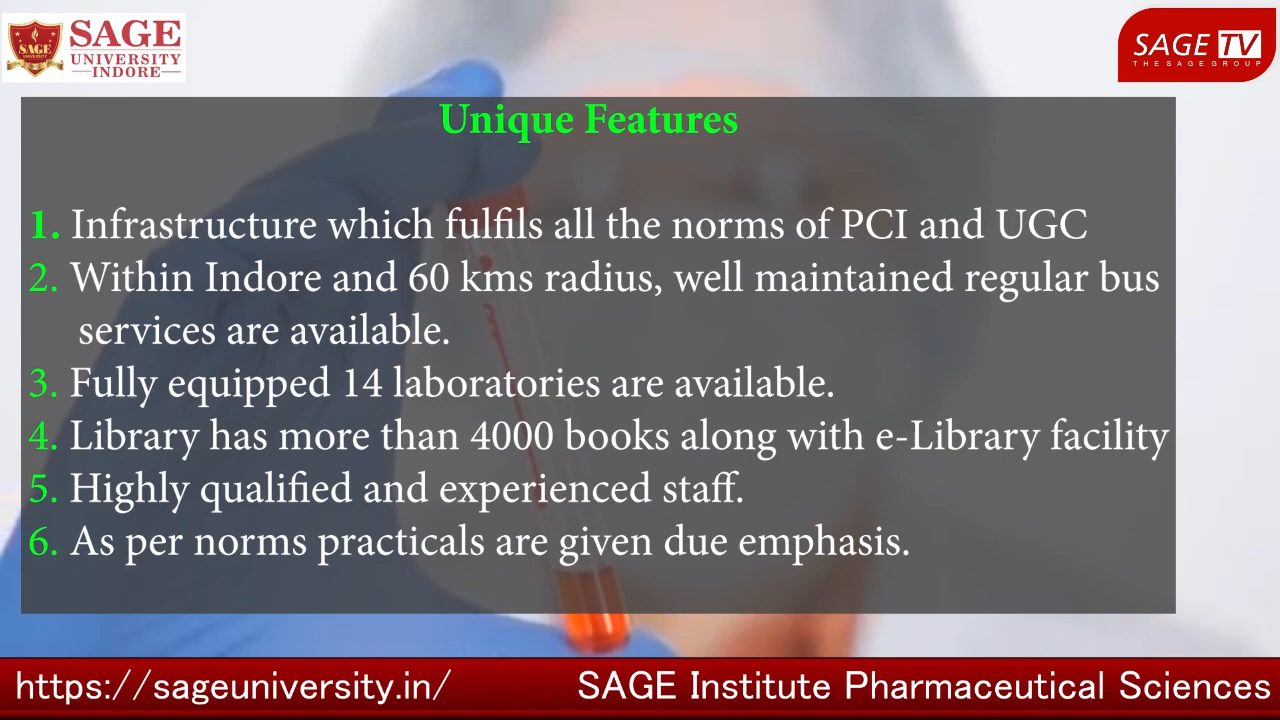 SAGE
SAGE
UNIVERSITY
INDORE
SAGE TV
THE SAGE GROUP
Unique Features
1. Infrastructure which fulfils all the norms of PCI and UGC
2. Within Indore and 60 kms radius, well maintained regular bus
services are available.
3. Fully equipped 14 laboratories are available.
4. Library has more than 4000 books along with e-Library facility
5. Highly qualified and experienced staff.
6. As per norms practicals are given due emphasis.
https://sageuniversity.in/
SAGE Institute Pharmaceutical Sciences